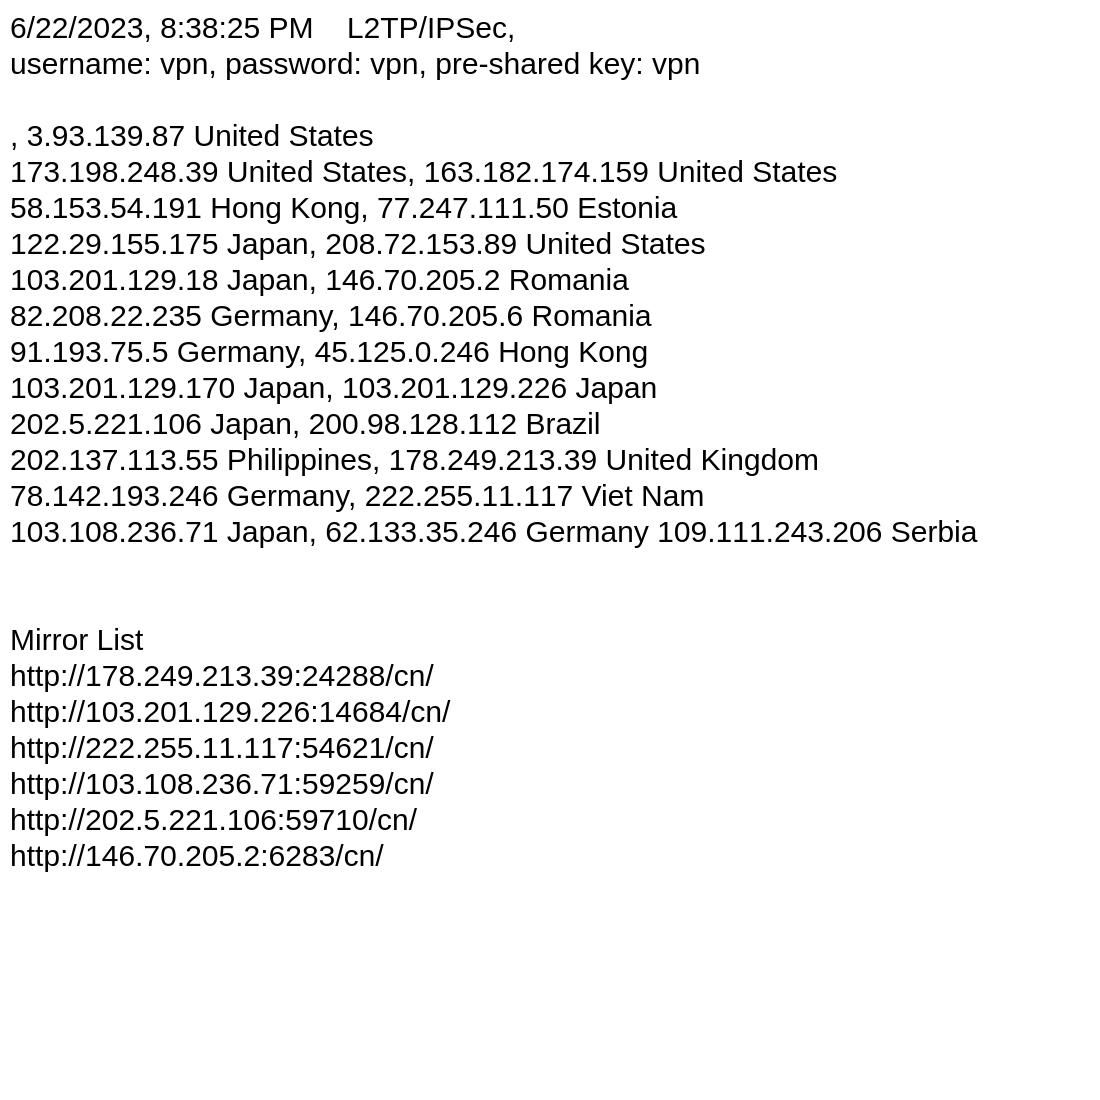 6/22/2023, 8:38:25 PM    L2TP/IPSec,
username: vpn, password: vpn, pre-shared key: vpn
, 3.93.139.87 United States
173.198.248.39 United States, 163.182.174.159 United States
58.153.54.191 Hong Kong, 77.247.111.50 Estonia
122.29.155.175 Japan, 208.72.153.89 United States
103.201.129.18 Japan, 146.70.205.2 Romania
82.208.22.235 Germany, 146.70.205.6 Romania
91.193.75.5 Germany, 45.125.0.246 Hong Kong
103.201.129.170 Japan, 103.201.129.226 Japan
202.5.221.106 Japan, 200.98.128.112 Brazil
202.137.113.55 Philippines, 178.249.213.39 United Kingdom
78.142.193.246 Germany, 222.255.11.117 Viet Nam
103.108.236.71 Japan, 62.133.35.246 Germany 109.111.243.206 Serbia
Mirror List
http://178.249.213.39:24288/cn/
http://103.201.129.226:14684/cn/
http://222.255.11.117:54621/cn/
http://103.108.236.71:59259/cn/
http://202.5.221.106:59710/cn/
http://146.70.205.2:6283/cn/